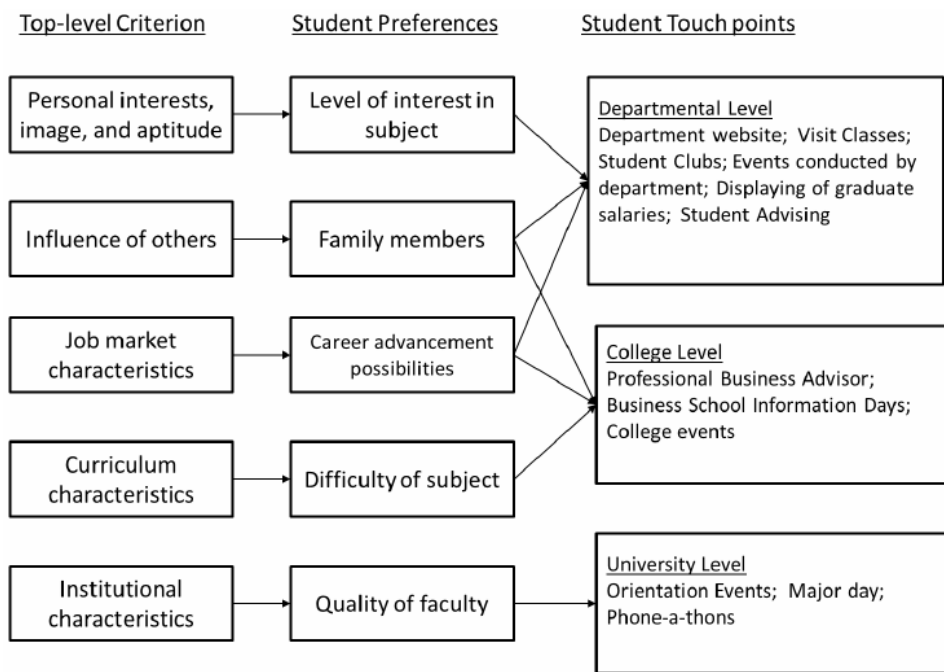 Top-level Criterion
Student Preferences
Student Touch points
Personal interests,
image, and aptitude
Level of interest in
subject
Departmental Level
Department website; Visit Classes;
Student Clubs; Events conducted by
department; Displaying of graduate
salaries; Student Advising
Influence of others
Family members
Job market
characteristics
Career advancement
possibilities
College Level
Professional Business Advisor;
Business School Information Days;
College events
Curriculum
characteristics
Difficulty of subject
Institutional
characteristics
Quality of faculty
University Level
Orientation Events; Major day;
Phone-a-thons